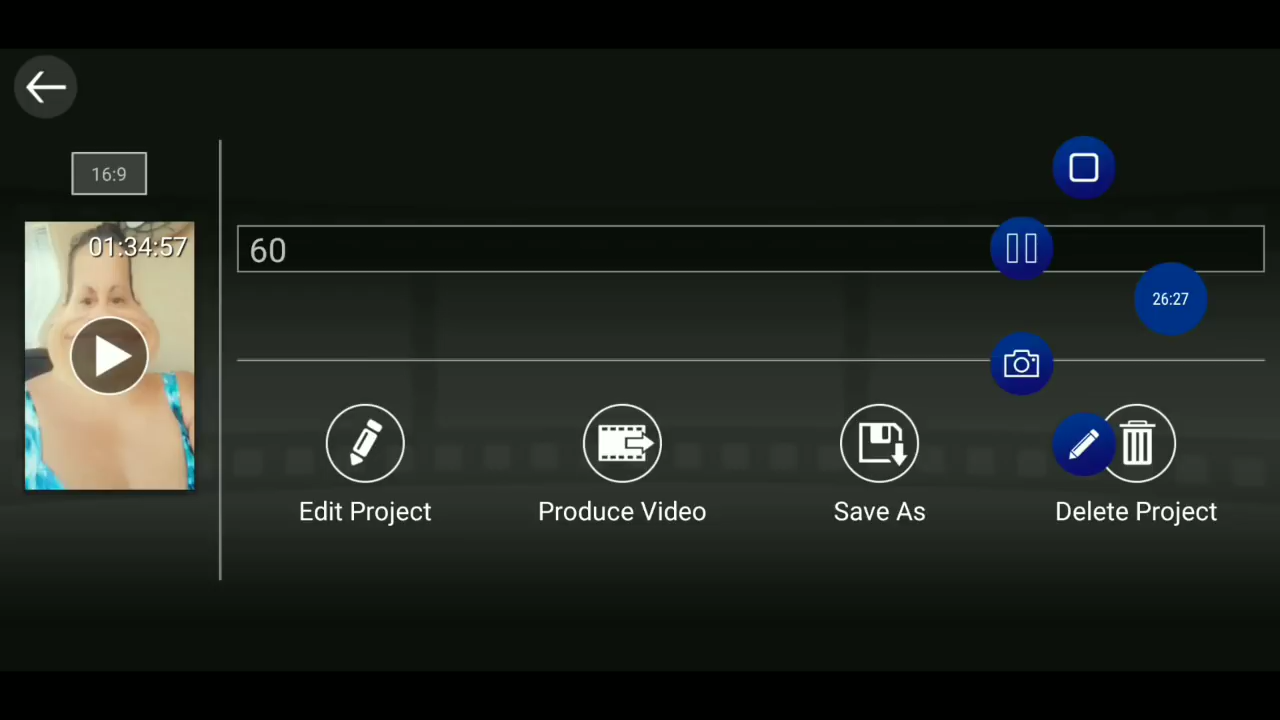 16:9
01:34:57
60
26:27
Edit Project
Produce Video
Save As
Delete Project